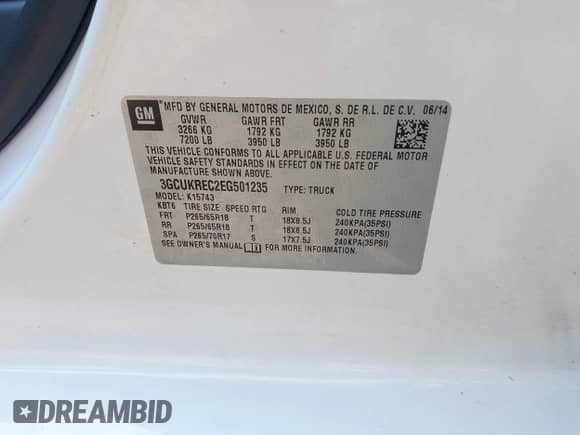 GM
MFD BY GENERAL MOTORS DE MEXICO, S. DE R.L. DE C.V. 06/14
GVWR GAWR FRT GAWR RR
3266 KG 1792 KG 1792 KG
7200 LB 3950 LB 3950 LB
THIS VEHICLE CONFORMS TO ALL APPLICABLE U.S. FEDERAL MOTOR
VEHICLE SAFETY STANDARDS IN EFFECT ON THE DATE OF
MANUFACTURE SHOWN ABOVE.
3GCUKREC2EG501235 TYPE: TRUCK
MODEL: K15743
KBT6 TIRE SIZE SPEED RTG RIM COLD TIRE PRESSURE
FRT P265/65R18 T 18X8.5J 240KPA(35PSI)
RR P265/65R18 T 18X8.5J 240KPA(35PSI)
SPA P265/70R17 S 17X7.5J 240KPA(35PSI)
SEE OWNER'S MANUAL FOR MORE INFORMATION.
DREAMBID